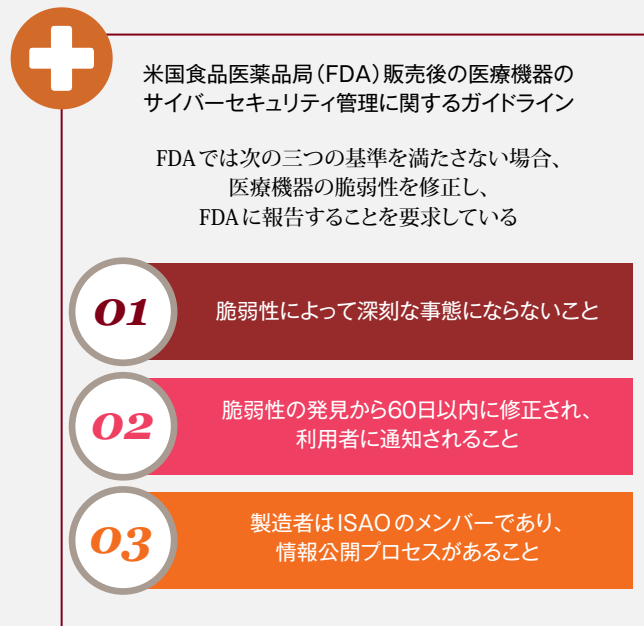 米国食品医薬品局（FDA）販売後の医療機器の
サイバーセキュリティ管理に関するガイドライン
FDAでは次の三つの基準を満たさない場合、
医療機器の脆弱性を修正し、
FDAに報告することを要求している
01
脆弱性によって深刻な事態にならないこと
02
脆弱性の発見から60日以内に修正され、
利用者に通知されること
03
製造者はISAOのメンバーであり、
情報公開プロセスがあること